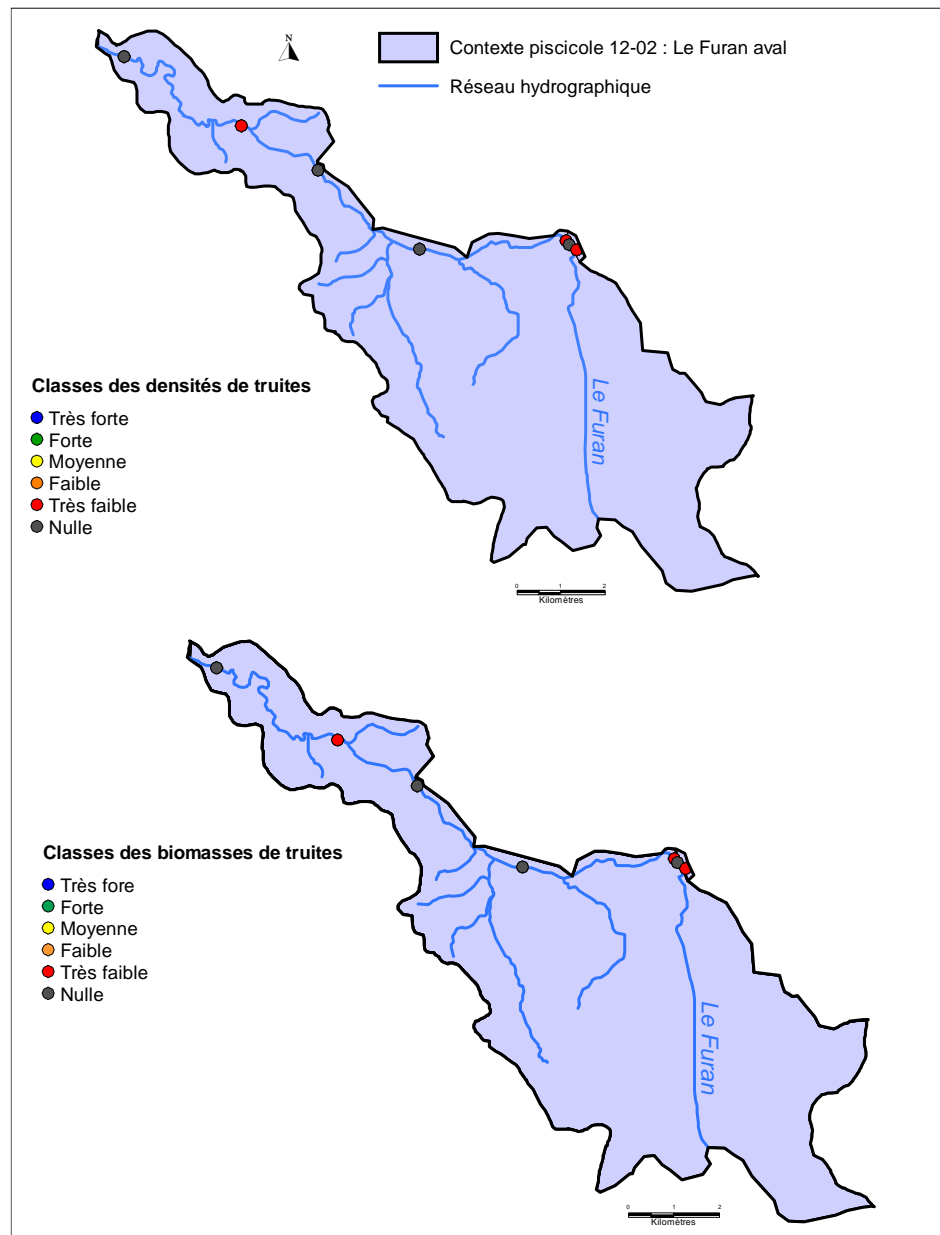 N
Contexte piscicole 12-02 : Le Furan aval
Réseau hydrographique
Le Furan
Classes des densités de truites
Très forte
Forte
Moyenne
Faible
Très faible
Nulle
0 1 2
Kilomètres
Classes des biomasses de truites
Très fore
Forte
Moyenne
Faible
Très faible
Nulle
Le Furan
0 1 2
Kilomètres